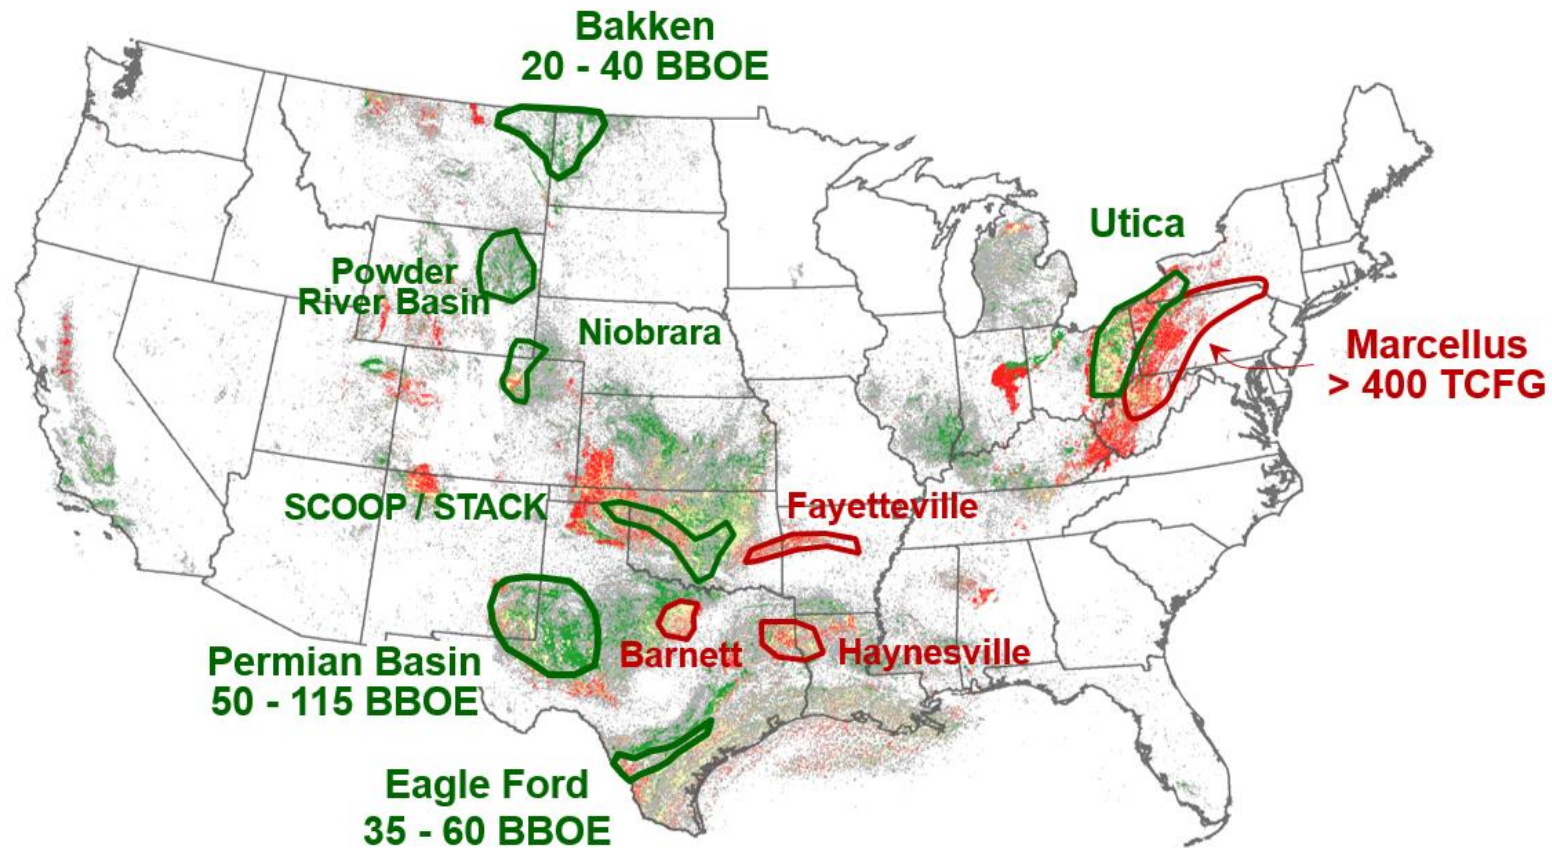 Bakken
20 - 40 BBOE
Utica
Powder
River Basin
Niobrara
Marcellus
> 400 TCFG
SCOOP / STACK
Fayetteville
Barnett
Haynesville
Permian Basin
50 - 115 BBOE
Eagle Ford
35 - 60 BBOE